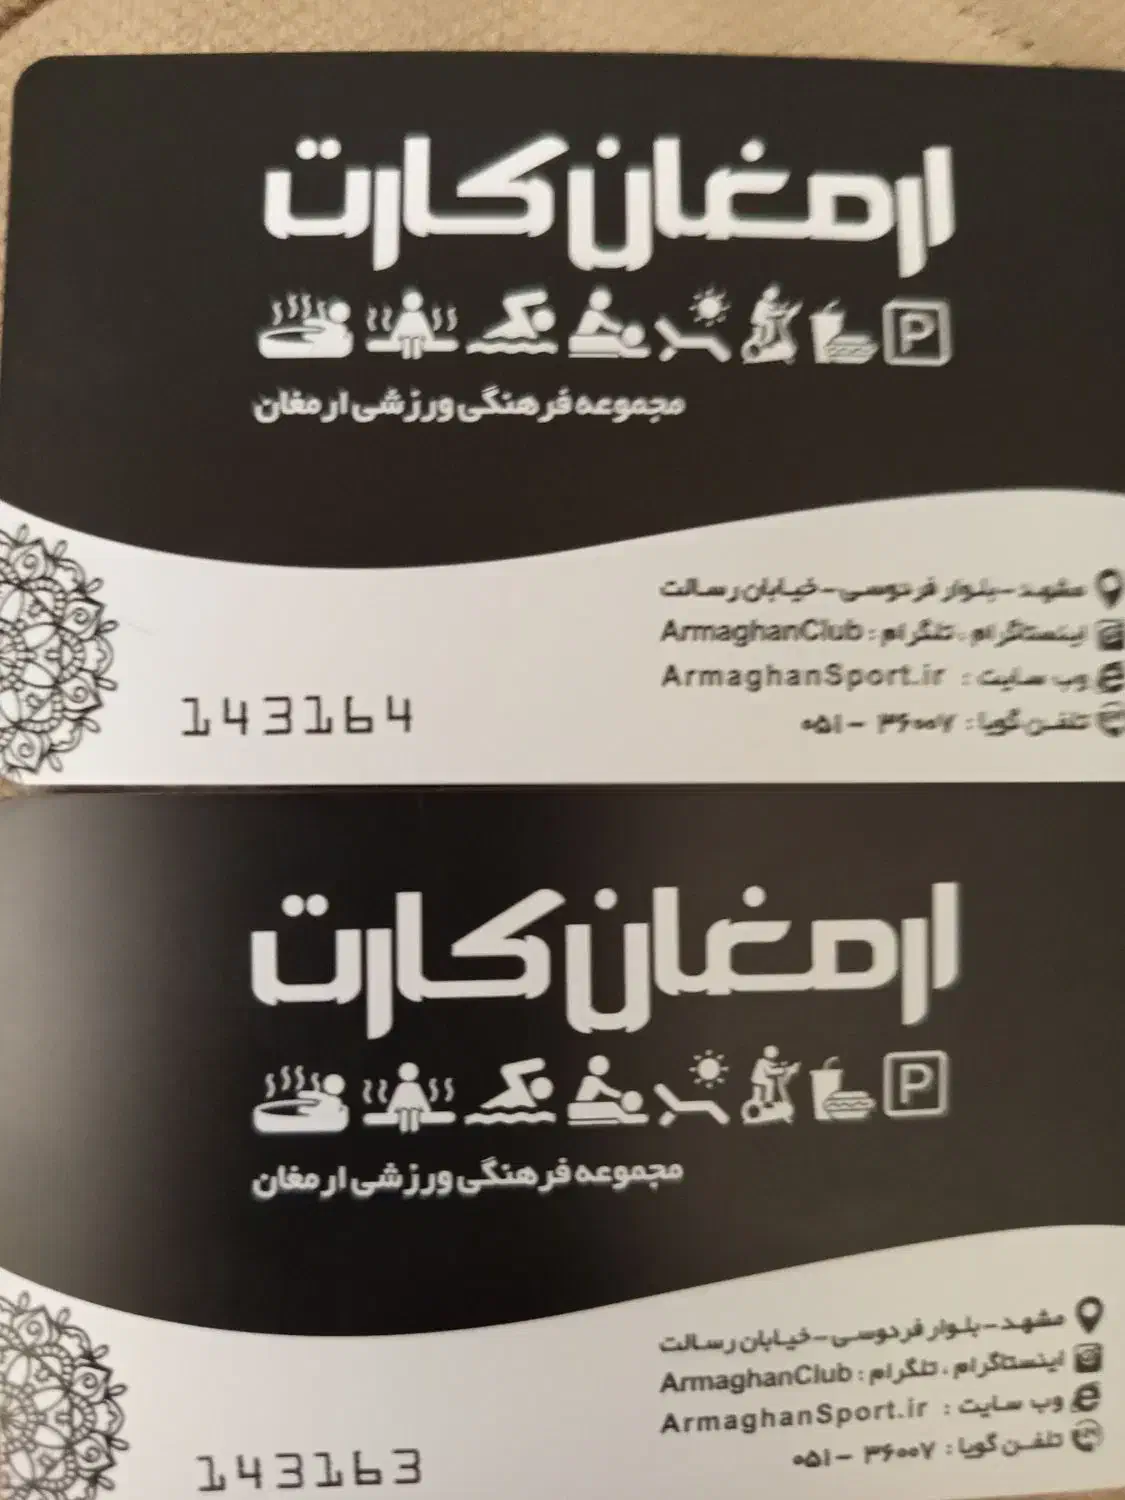 ارمغان کارت
P
مجموعه فرهنگی ورزشی ارمغان
مشهد-بلوار فردوسی-خیابان رسالت
اینستاگرام ، تلگرام : ArmaghanClub
وب سایت : ArmaghanSport.ir
تلفن گویا : ۳۶۰۰۷ - ۰۵۱
143164
ارمغان کارت
P
مجموعه فرهنگی ورزشی ارمغان
مشهد-بلوار فردوسی-خیابان رسالت
اینستاگرام ، تلگرام : ArmaghanClub
وب سایت : ArmaghanSport.ir
تلفن گویا : ۳۶۰۰۷ - ۰۵۱
143163